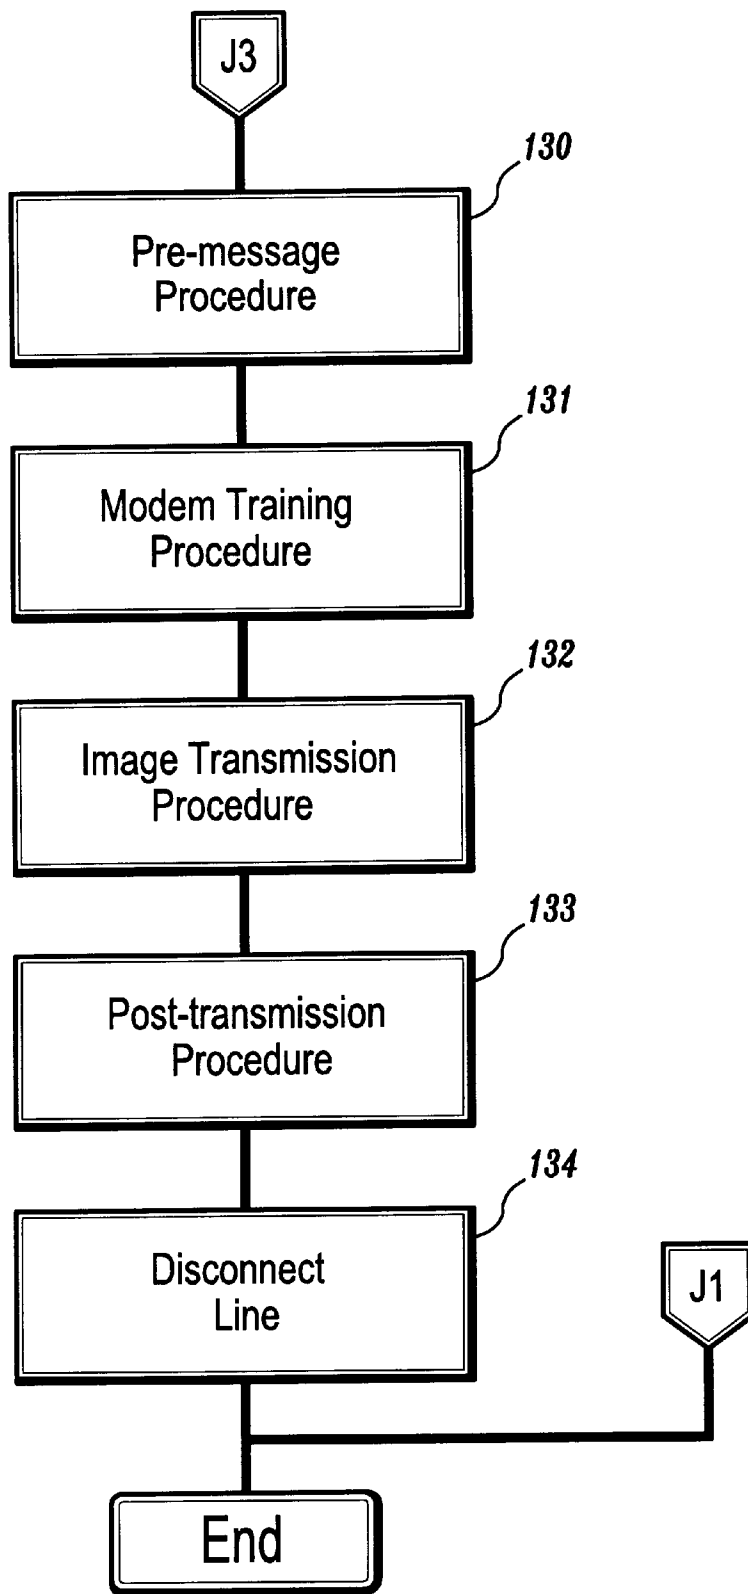 J3
130
Pre-message
Procedure
131
Modem Training
Procedure
132
Image Transmission
Procedure
133
Post-transmission
Procedure
134
Disconnect
Line
J1
End